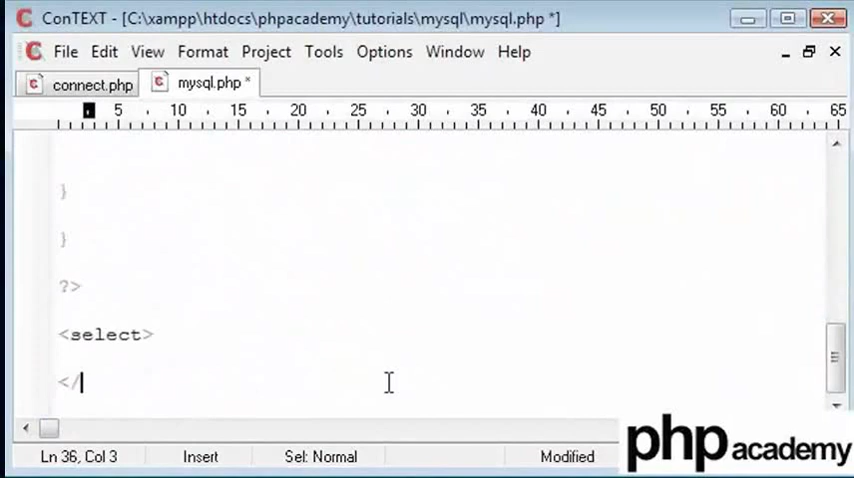 ConTEXT - [C:\xampp\htdocs\phpacademy\tutorials\mysql\mysql.php *]
File Edit View Format Project Tools Options Window Help
connect.php mysql.php *
5 10 15 20 25 30 35 40 45 50 55 60 65
}
}
?>
<select>
</
Ln 36, Col 3 Insert Sel: Normal Modified
php academy